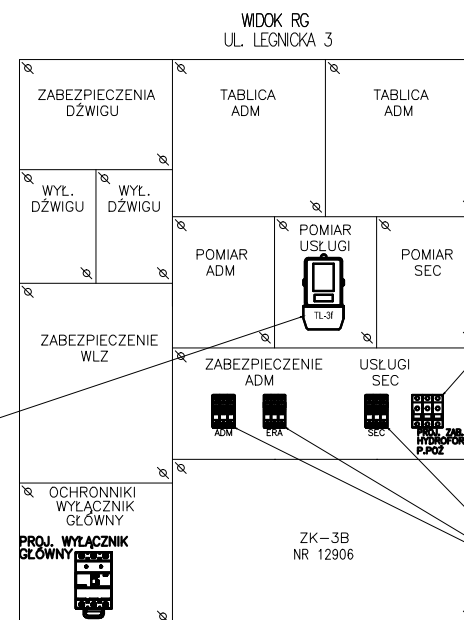 WIDOK RG
UL. LEGNICKA 3
ZABEZPIECZENIA
DŹWIGU
TABLICA
ADM
TABLICA
ADM
WYŁ.
DŹWIGU
WYŁ.
DŹWIGU
POMIAR
ADM
POMIAR
USŁUGI
TL-3f
POMIAR
SEC
ZABEZPIECZENIE
WLZ
ZABEZPIECZENIE
ADM
USŁUGI
SEC
ADM
ERA
SEC
PROJ. ZAB.
HYDROFOR
P.POŻ
OCHRONNIKI
WYŁĄCZNIK
GŁÓWNY
PROJ. WYŁĄCZNIK
GŁÓWNY
ZK-3B
NR 12906